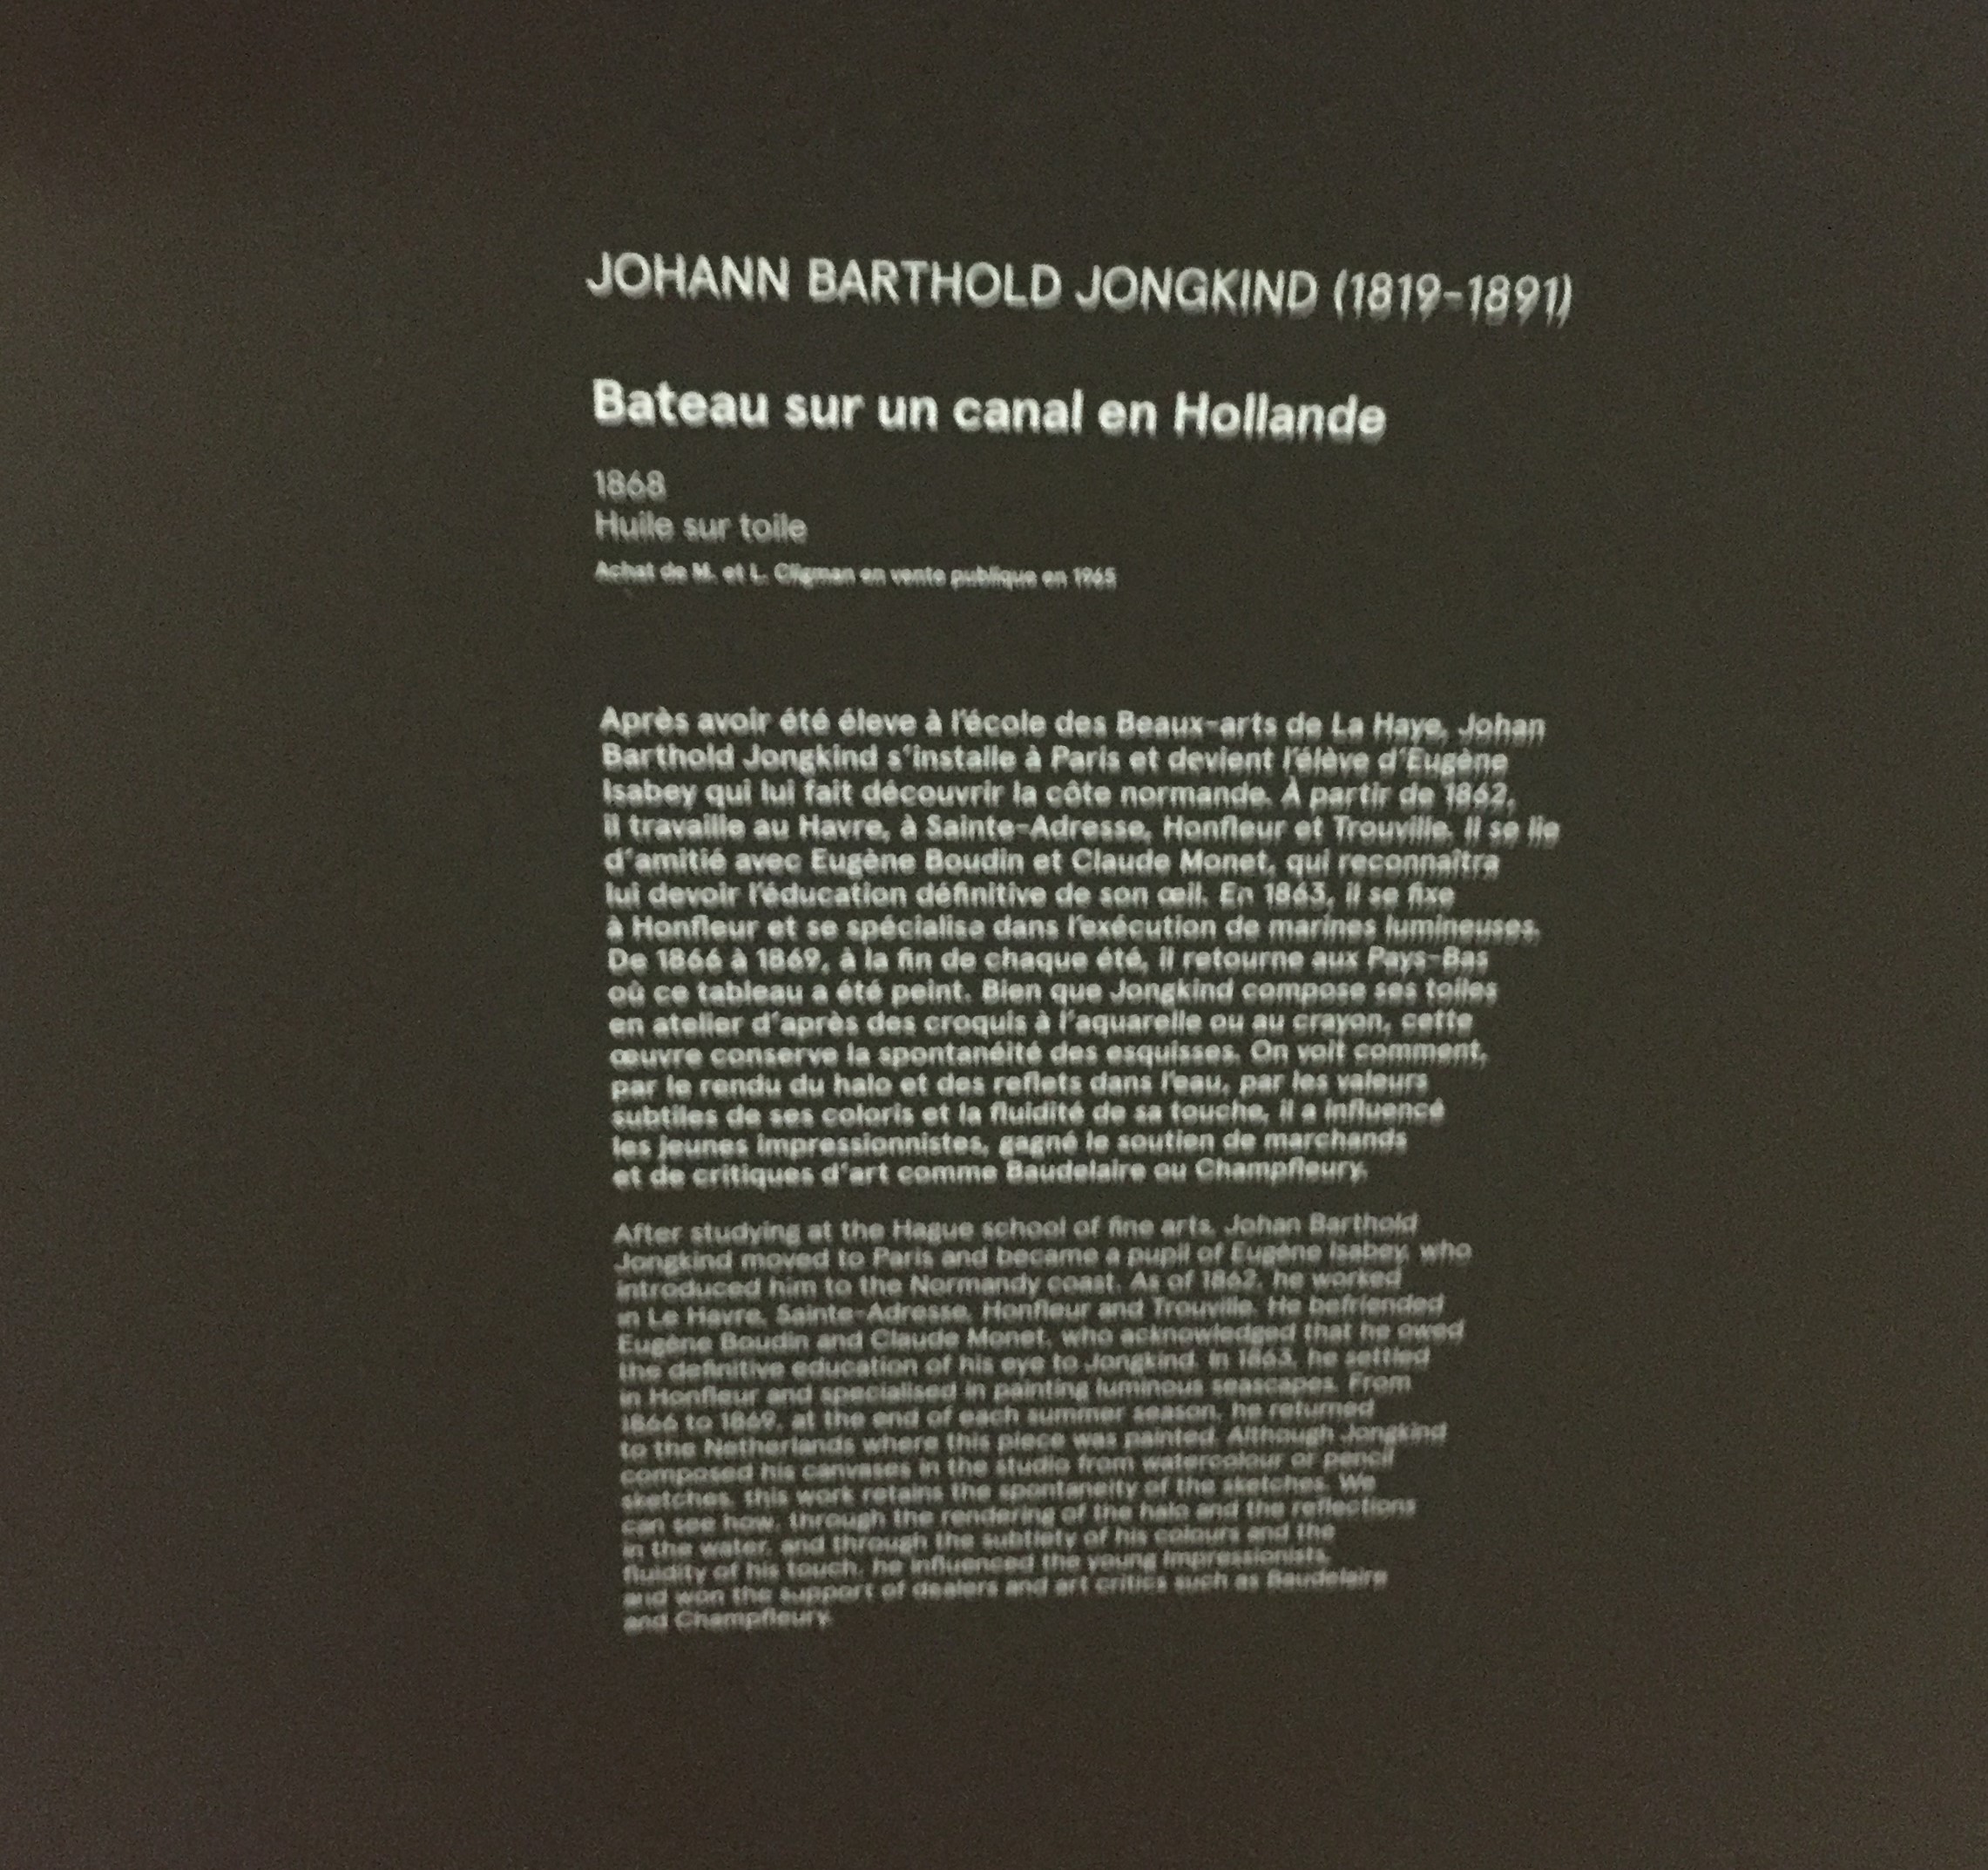 JOHANN BARTHOLD JONGKIND (1819-1891)
Bateau sur un canal en Hollande
1868
Huile sur toile
Achat de M. et L. Cligman en vente publique en 1965
Après avoir été éleve à l'école des Beaux-arts de La Haye, Johan
Barthold Jongkind s'installe à Paris et devient l'élève d'Eugène
Isabey qui lui fait découvrir la côte normande. À partir de 1862,
il travaille au Havre, à Sainte-Adresse, Honfleur et Trouville. Il se lie
d'amitié avec Eugène Boudin et Claude Monet, qui reconnaîtra
lui devoir l'éducation définitive de son œil. En 1863, il se fixe
à Honfleur et se spécialise dans l'exécution de marines lumineuses.
De 1866 à 1869, à la fin de chaque été, il retourne aux Pays-Bas
où ce tableau a été peint. Bien que Jongkind compose ses toiles
en atelier d'après des croquis à l'aquarelle ou au crayon, cette
œuvre conserve la spontanéité des esquisses. On voit comment,
par le rendu du halo et des reflets dans l'eau, par les valeurs
subtiles de ses coloris et la fluidité de sa touche, il a influencé
les jeunes impressionnistes, gagné le soutien de marchands
et de critiques d'art comme Baudelaire ou Champfleury.
After studying at the Hague school of fine arts, Johan Barthold
Jongkind moved to Paris and became a pupil of Eugène Isabey, who
introduced him to the Normandy coast. As of 1862, he worked
in Le Havre, Sainte-Adresse, Honfleur and Trouville. He befriended
Eugène Boudin and Claude Monet, who acknowledged that he owed
the definitive education of his eye to Jongkind. In 1863, he settled
in Honfleur and specialised in painting luminous seascapes. From
1866 to 1869, at the end of each summer season, he returned
to the Netherlands where this piece was painted. Although Jongkind
composed his canvases in the studio from watercolour or pencil
sketches, this work retains the spontaneity of the sketches. We
can see how, through the rendering of the halo and the reflections
in the water, and through the subtlety of his colours and the
fluidity of his touch, he influenced the young Impressionists,
and won the support of dealers and art critics such as Baudelaire
and Champfleury.